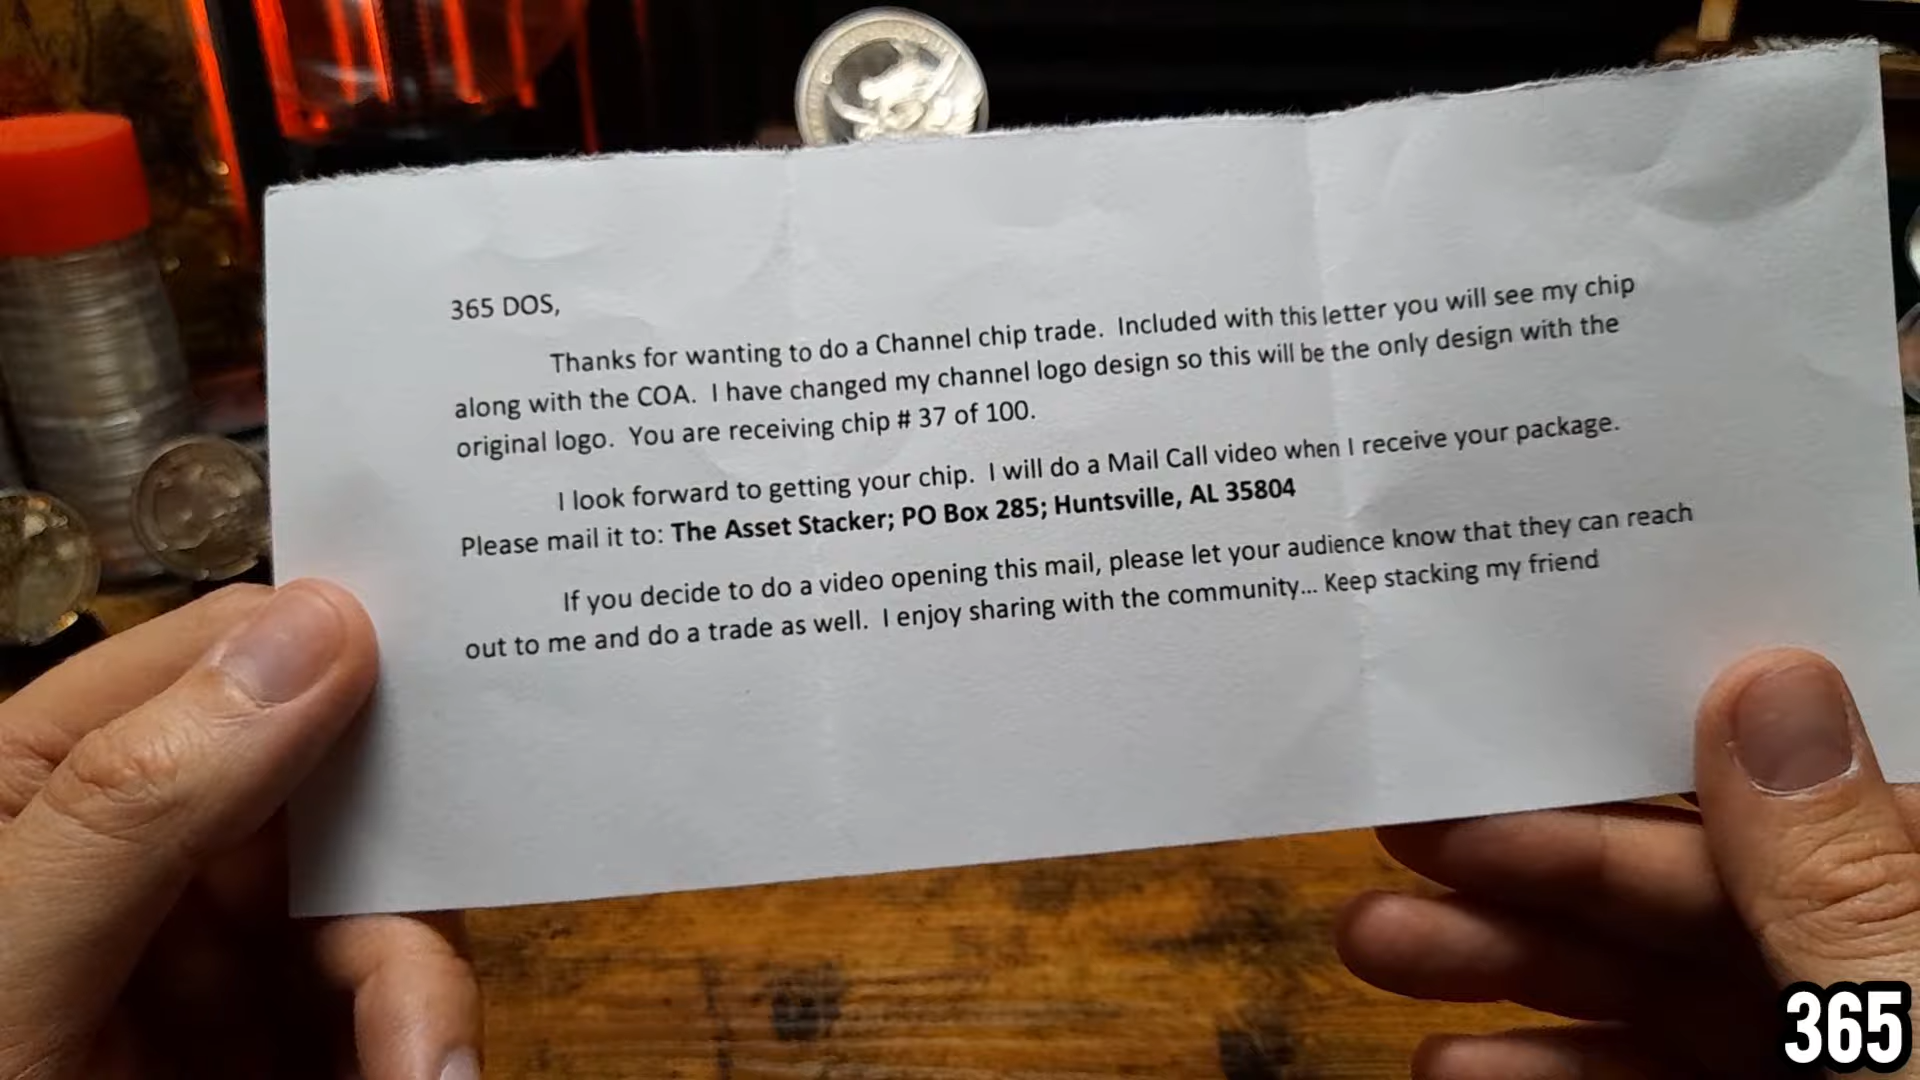 365 DOS,
Thanks for wanting to do a Channel chip trade.  Included with this letter you will see my chip
along with the COA.  I have changed my channel logo design so this will be the only design with the
original logo.  You are receiving chip # 37 of 100.
I look forward to getting your chip.  I will do a Mail Call video when I receive your package.
Please mail it to: The Asset Stacker; PO Box 285; Huntsville, AL 35804
If you decide to do a video opening this mail, please let your audience know that they can reach
out to me and do a trade as well.  I enjoy sharing with the community... Keep stacking my friend
365